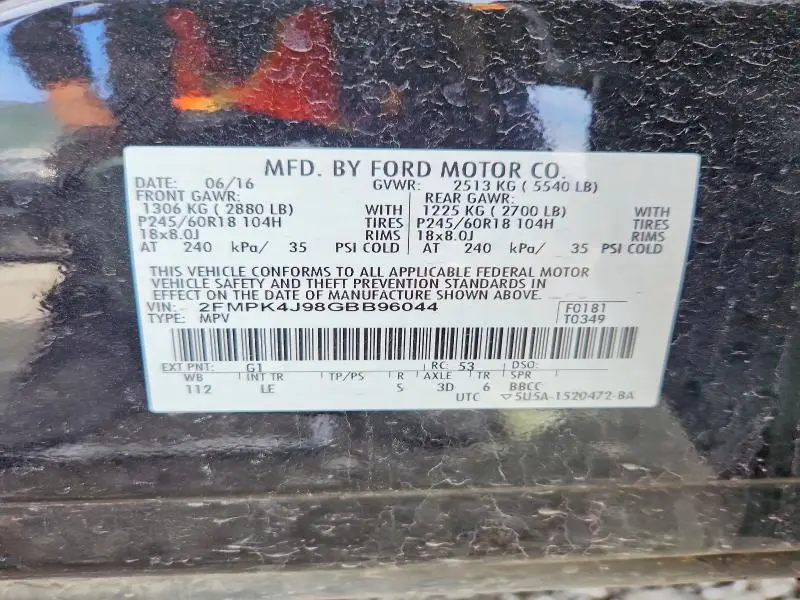 MFD. BY FORD MOTOR CO.
DATE: 06/16 GVWR: 2513 KG ( 5540 LB)
FRONT GAWR: REAR GAWR:
1306 KG ( 2880 LB) WITH 1225 KG ( 2700 LB) WITH
P245/60R18 104H TIRES P245/60R18 104H TIRES
18x8.0J RIMS 18x8.0J RIMS
AT 240 kPa/ 35 PSI COLD AT 240 kPa/ 35 PSI COLD
THIS VEHICLE CONFORMS TO ALL APPLICABLE FEDERAL MOTOR
VEHICLE SAFETY AND THEFT PREVENTION STANDARDS IN
EFFECT ON THE DATE OF MANUFACTURE SHOWN ABOVE.
VIN: 2FMPK4J98GBB96044 F0181
TYPE: MPV T0349
EXT PNT: G1 RC: 53 DSO:
WB INT TR TP/PS R AXLE TR SPR
112 LE S 3D 6 BBCC
UTC ▽5U5A-1520472-BA